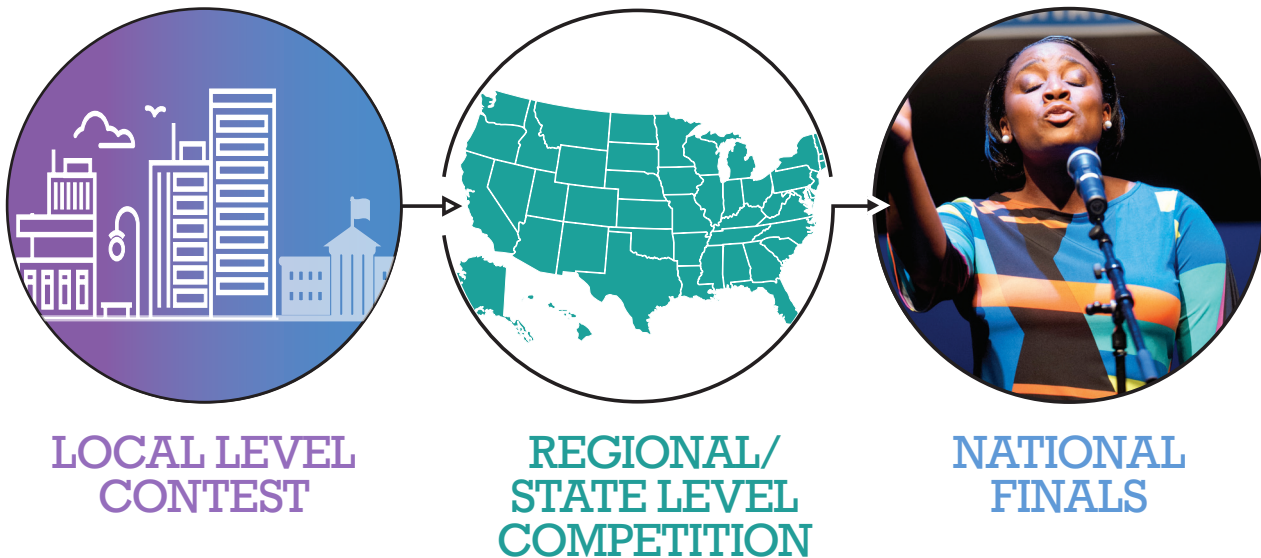 LOCAL LEVEL
CONTEST
REGIONAL/
STATE LEVEL
COMPETITION
NATIONAL
FINALS